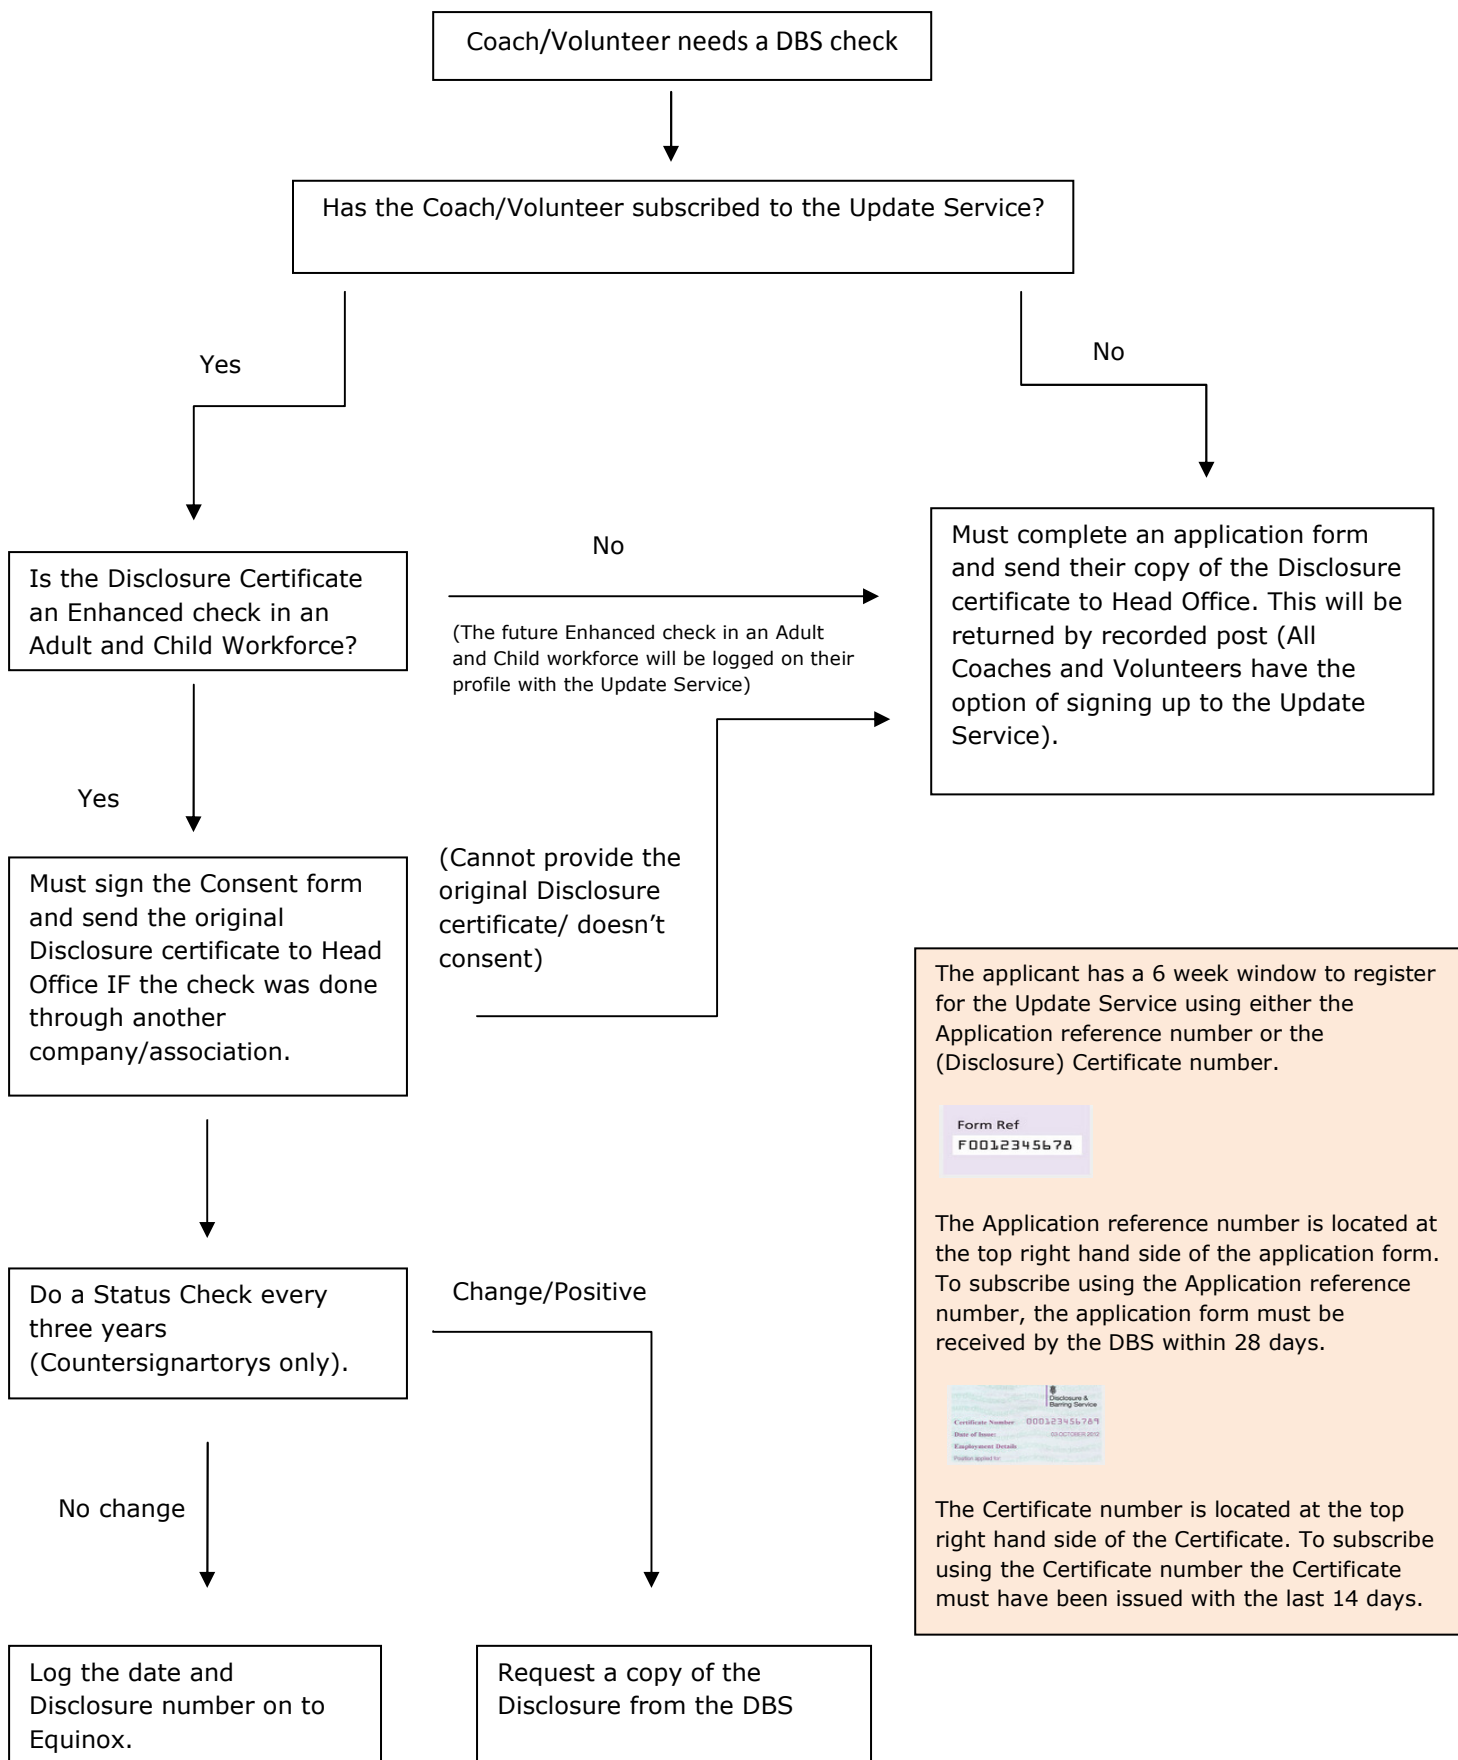 Coach/Volunteer needs a DBS check
Has the Coach/Volunteer subscribed to the Update Service?
Yes
No
Is the Disclosure Certificate
an Enhanced check in an
Adult and Child Workforce?
No
(The future Enhanced check in an Adult
and Child workforce will be logged on their
profile with the Update Service)
Must complete an application form
and send their copy of the Disclosure
certificate to Head Office. This will be
returned by recorded post (All
Coaches and Volunteers have the
option of signing up to the Update
Service).
Yes
Must sign the Consent form
and send the original
Disclosure certificate to Head
Office IF the check was done
through another
company/association.
(Cannot provide the
original Disclosure
certificate/ doesn't
consent)
Do a Status Check every
three years
(Countersignartorys only).
Change/Positive
No change
Log the date and
Disclosure number on to
Equinox.
Request a copy of the
Disclosure from the DBS
The applicant has a 6 week window to register
for the Update Service using either the
Application reference number or the
(Disclosure) Certificate number.
Form Ref
F0012345678
The Application reference number is located at
the top right hand side of the application form.
To subscribe using the Application reference
number, the application form must be
received by the DBS within 28 days.
Disclosure &
Barring Service
Certificate Number 000123456789
Date of Issue: 03 OCTOBER 2012
Employment Details
Position applied for:
The Certificate number is located at the top
right hand side of the Certificate. To subscribe
using the Certificate number the Certificate
must have been issued with the last 14 days.